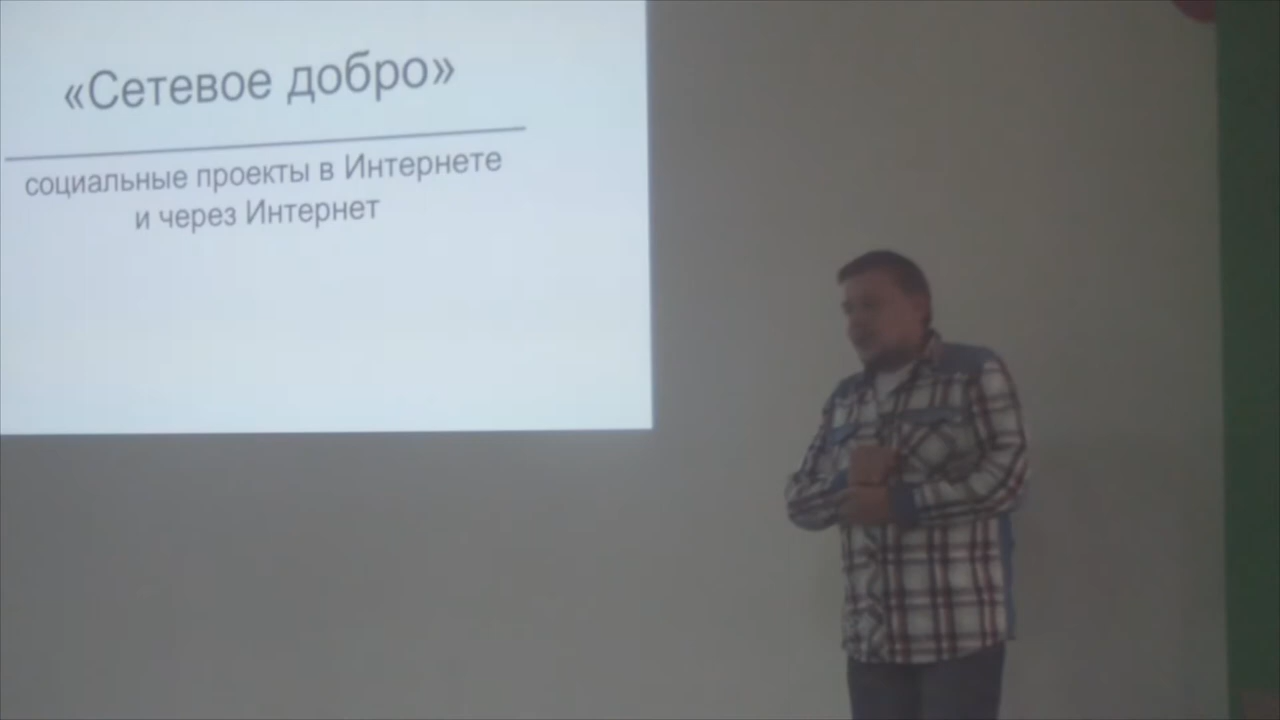 «Сетевое добро»
социальные проекты в Интернете
и через Интернет